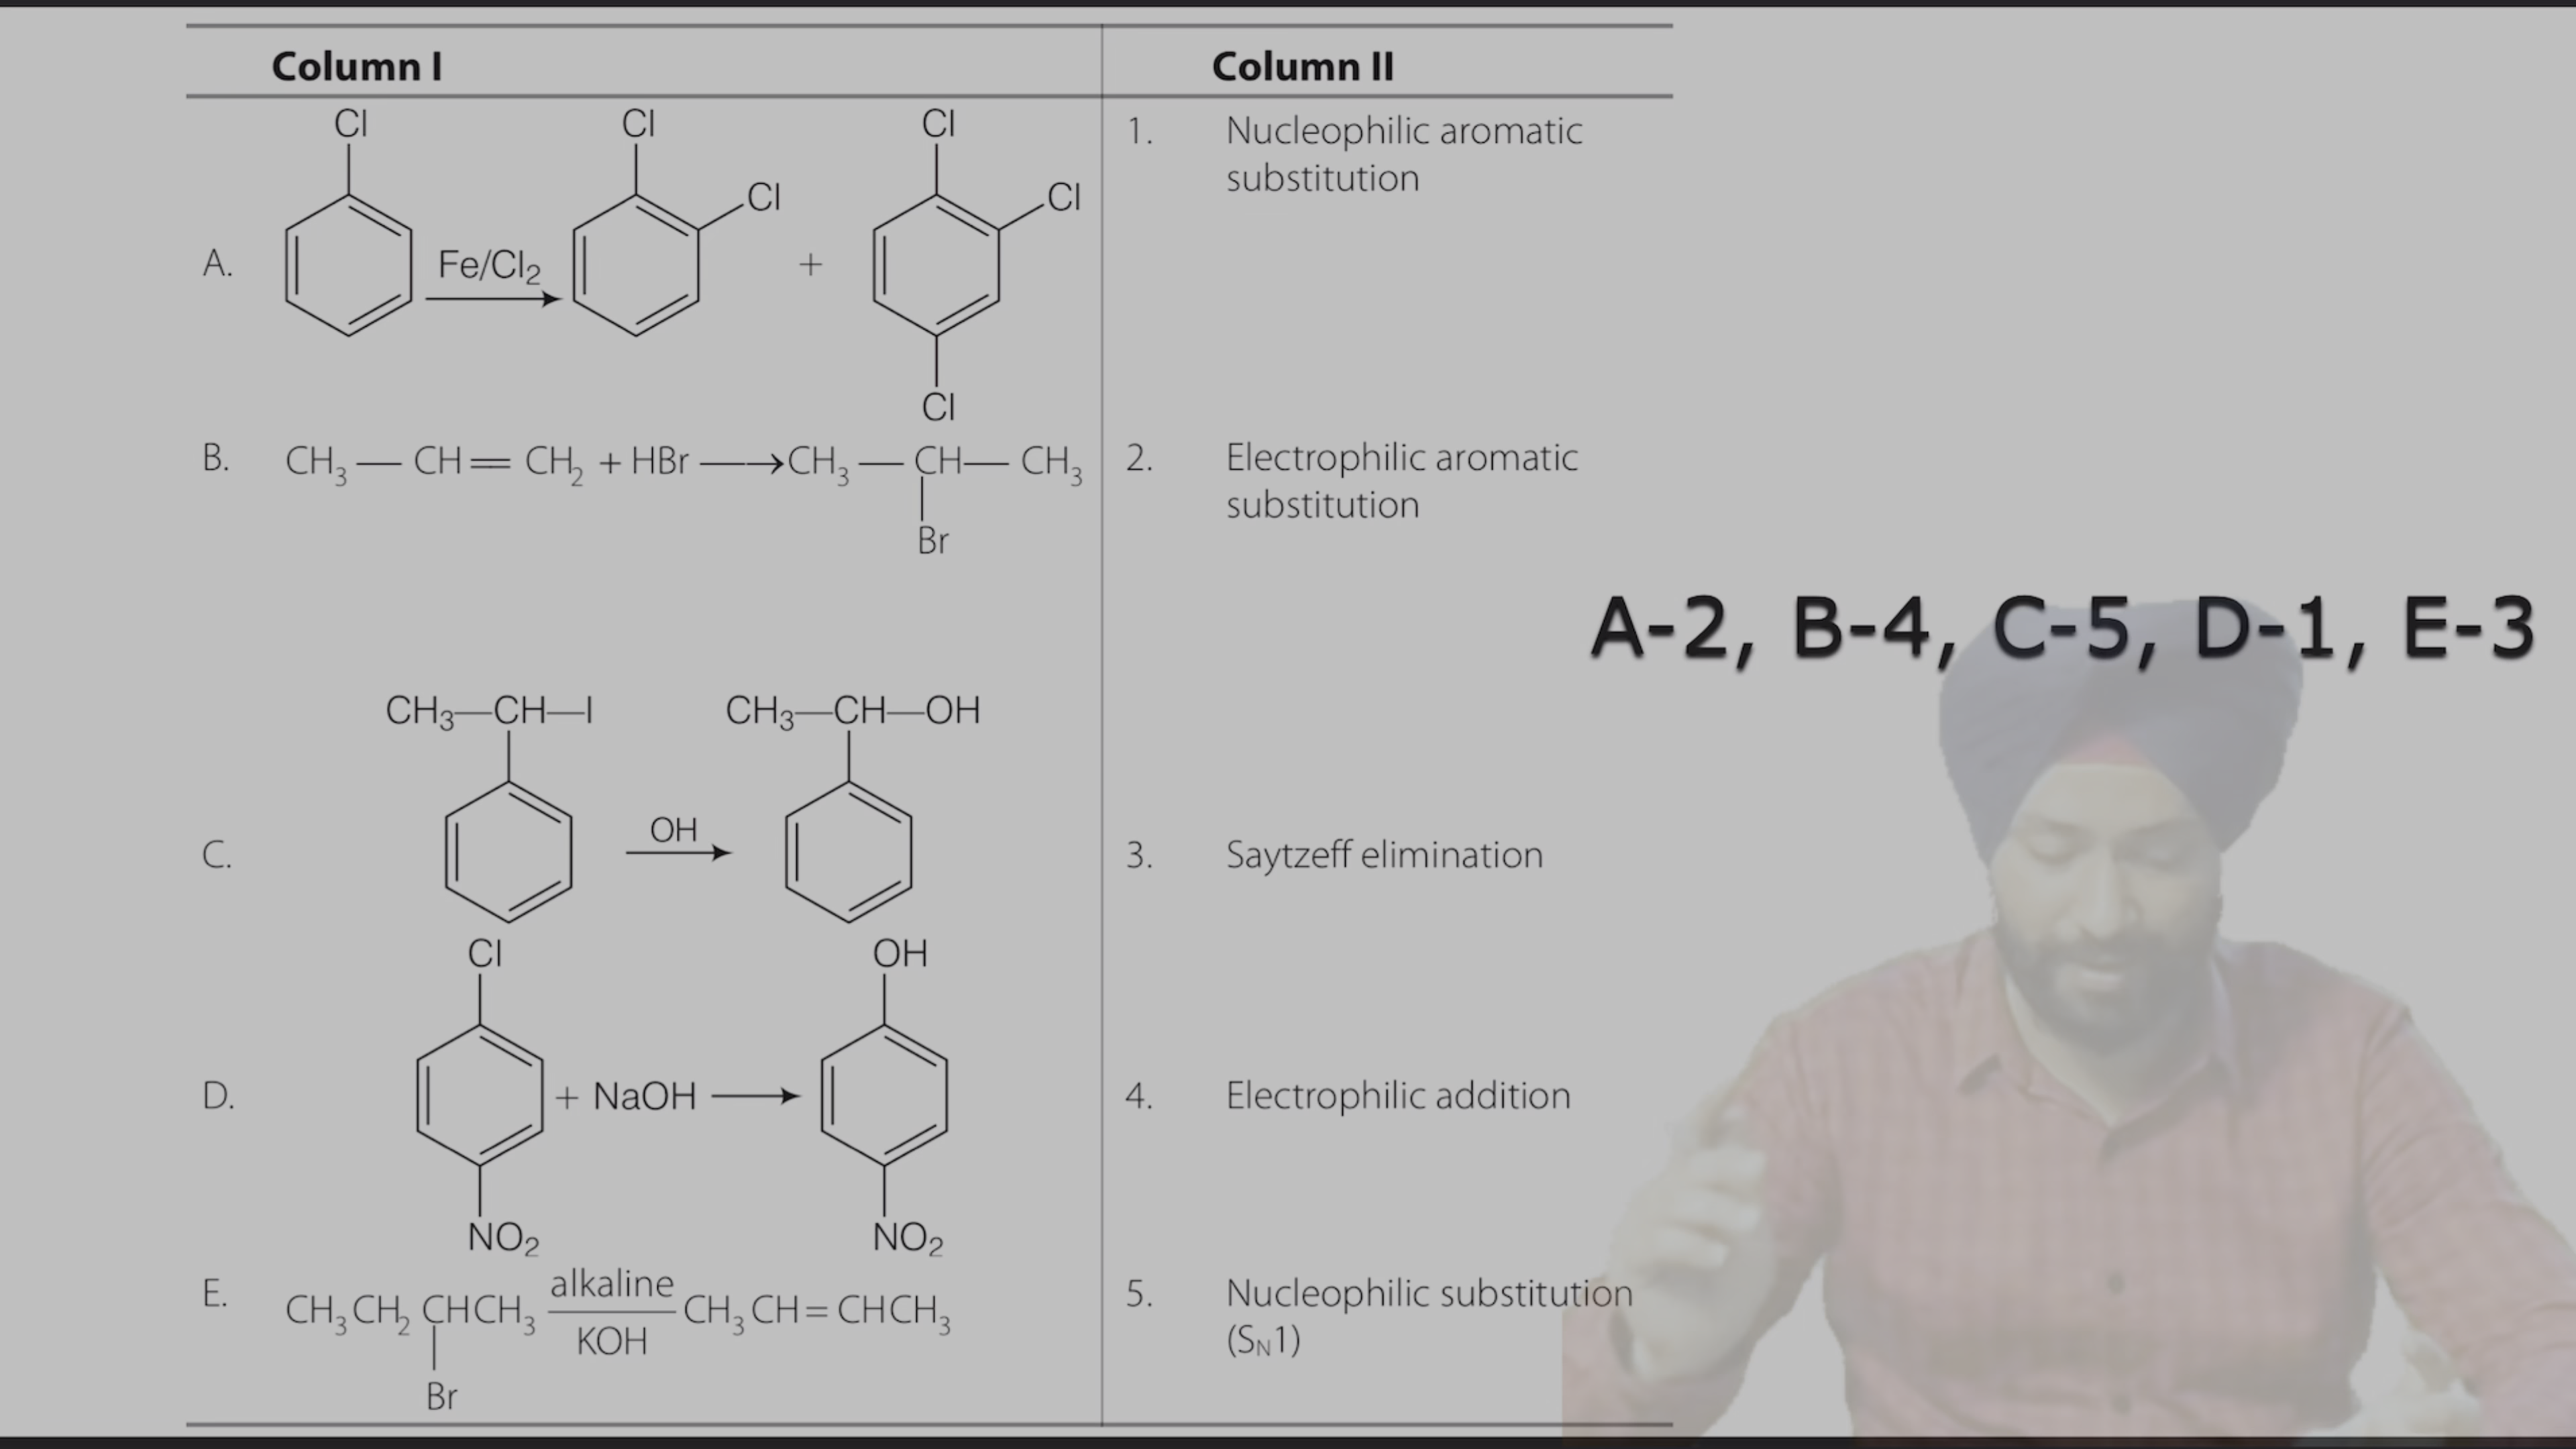 Column I
Column II
Cl
Cl
Cl
1. Nucleophilic aromatic
substitution
Cl
Cl
A.
Fe/Cl₂
+
Cl
B. CH₃ — CH ═ CH₂ + HBr ⟶ CH₃ — CH — CH₃
Br
2. Electrophilic aromatic
substitution
A-2, B-4, C-5, D-1, E-3
CH₃—CH—I
CH₃—CH—OH
OH
C.
3. Saytzeff elimination
Cl
OH
D.
+ NaOH ⟶
4. Electrophilic addition
NO₂
NO₂
E.
alkaline
CH₃CH₂CHCH₃
CH₃CH=CHCH₃
KOH
Br
5. Nucleophilic substitution
(Sɴ1)